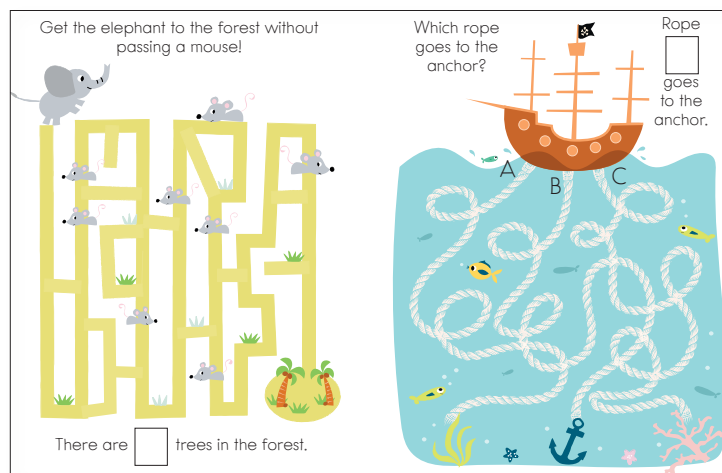 Get the elephant to the forest without
passing a mouse!
There are
trees in the forest.
Which rope
goes to the
anchor?
Rope
goes
to the
anchor.
A
B
C